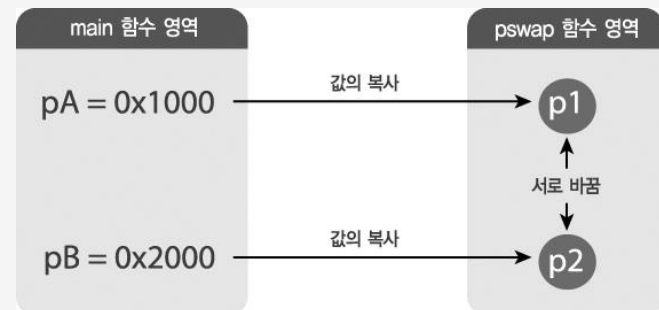 main 함수 영역
pswap 함수 영역
pA = 0x1000
값의 복사
p1
서로 바꿈
pB = 0x2000
값의 복사
p2